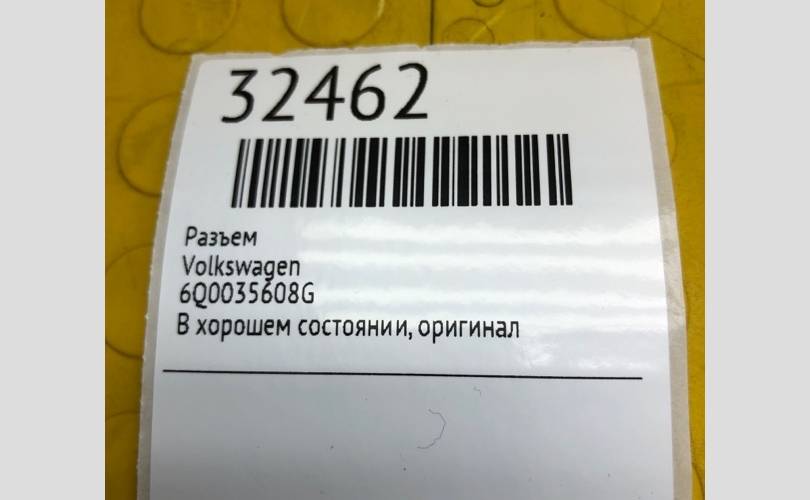 32462
Разъем
Volkswagen
6Q0035608G
В хорошем состоянии, оригинал